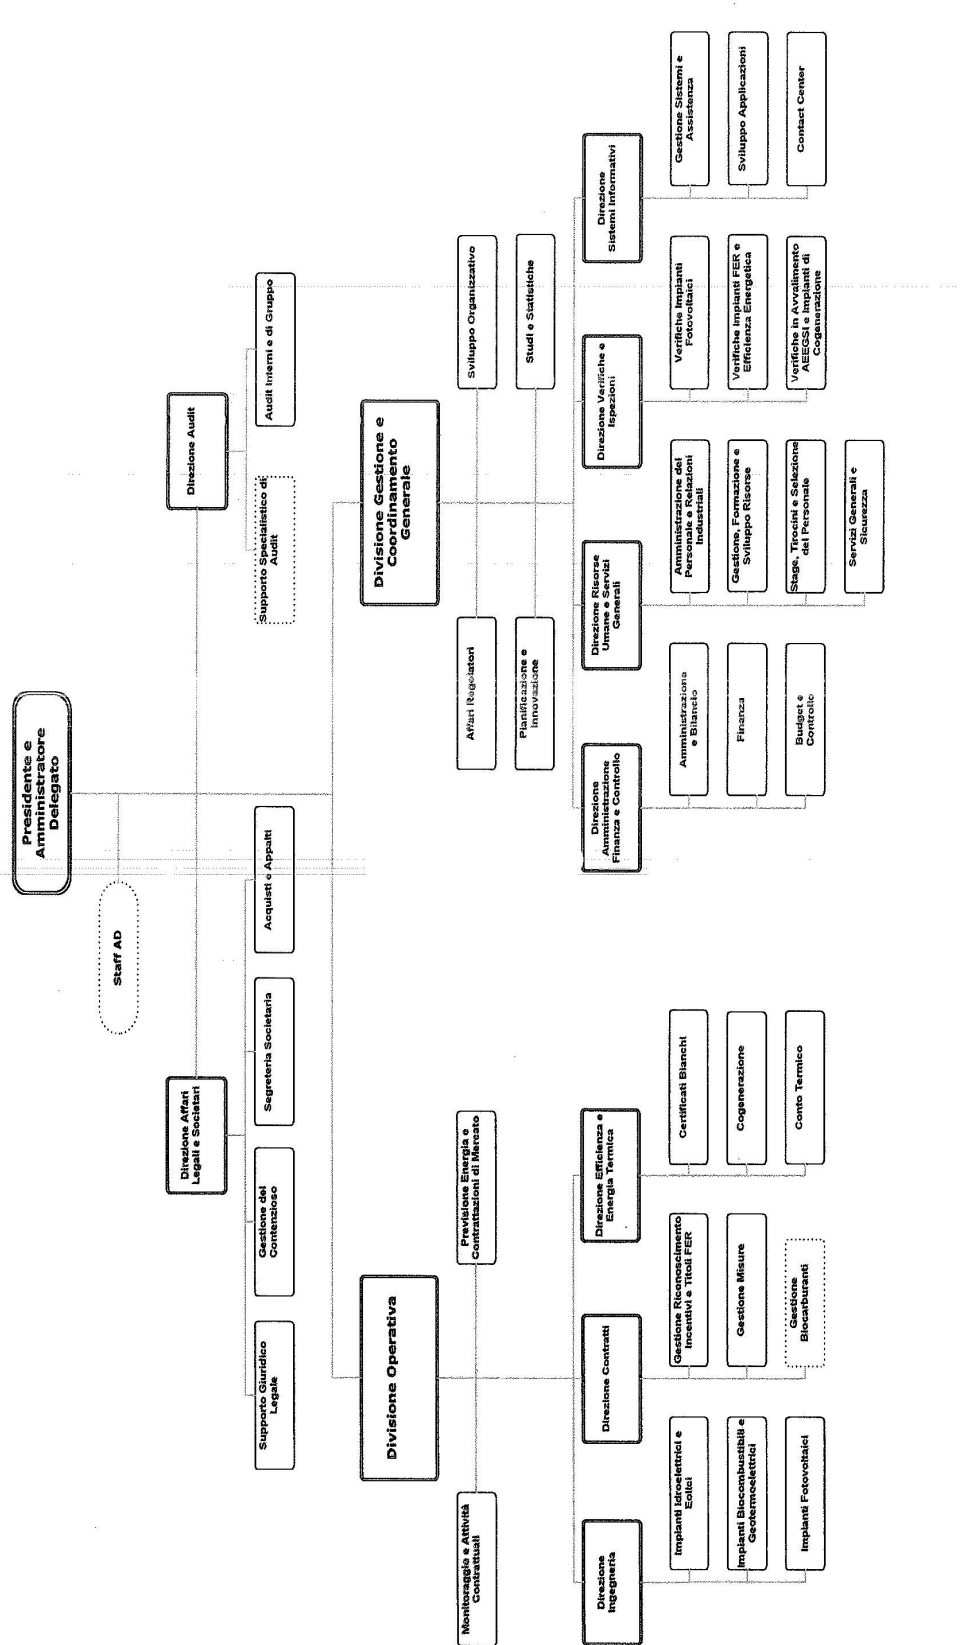 Presidente e
Amministratore
Delegato
Staff AD
Direzione Affari
Legali e Societari
Direzione Audit
Supporto Giuridico
Legale
Gestione del
Contenzioso
Segreteria Societaria
Acquisti e Appalti
Supporto Specialistico di
Audit
Audit Interni e di Gruppo
Divisione Operativa
Divisione Gestione e
Coordinamento
Generale
Monitoraggio e Attività
Contrattuali
Previsione Energia e
Contrattazioni di Mercato
Affari Regolatori
Sviluppo Organizzativo
Pianificazione e
Innovazione
Studi e Statistiche
Direzione
Ingegneria
Direzione Contratti
Direzione Efficienza e
Energia Termica
Direzione
Amministrazione
Finanza e Controllo
Direzione Risorse
Umane e Servizi
Generali
Direzione Verifiche e
Ispezioni
Direzione
Sistemi Informativi
Impianti Idroelettrici e
Eolici
Gestione Riconoscimento
Incentivi e Titoli FER
Certificati Bianchi
Amministrazione
e Bilancio
Amministrazione del
Personale e Relazioni
Industriali
Verifiche Impianti
Fotovoltaici
Gestione Sistemi e
Assistenza
Impianti Biocombustibili e
Geotermoelettrici
Gestione Misure
Cogenerazione
Finanza
Gestione, Formazione e
Sviluppo Risorse
Verifiche Impianti FER e
Efficienza Energetica
Sviluppo Applicazioni
Impianti Fotovoltaici
Gestione
Biocarburanti
Conto Termico
Budget e
Controllo
Stage, Tirocini e Selezione
del Personale
Verifiche in Avvalimento
AEEGSI e Impianti di
Cogenerazione
Contact Center
Servizi Generali e
Sicurezza